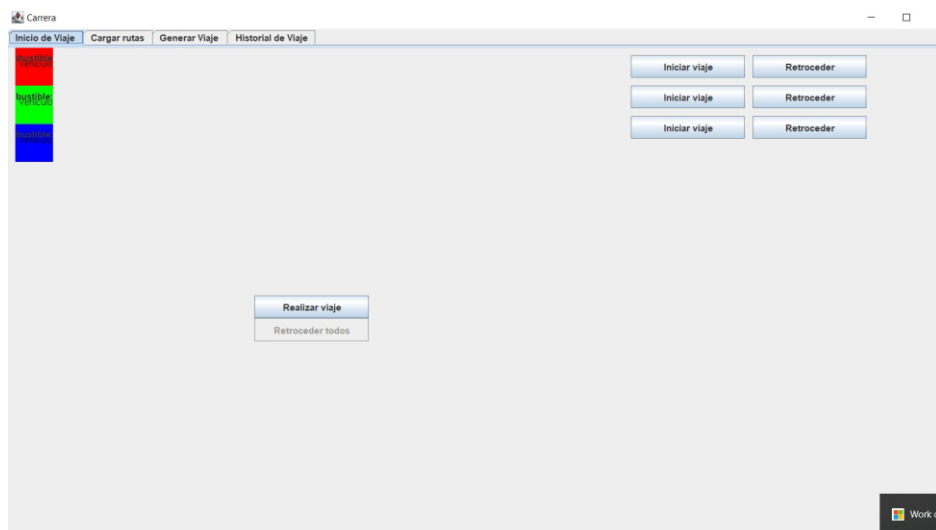 Carrera
Inicio de Viaje Cargar rutas Generar Viaje Historial de Viaje
Iniciar viaje Retroceder
bustible:
vehículo
Iniciar viaje Retroceder
bustible:
Iniciar viaje Retroceder
Realizar viaje
Retroceder todos
Work